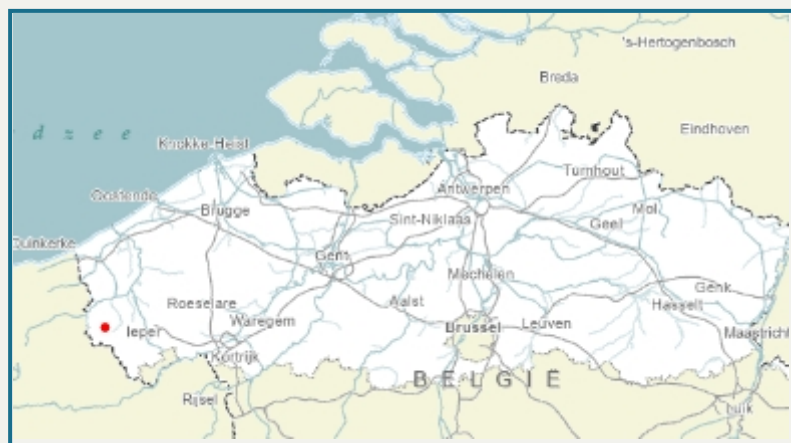 's-Hertogenbosch
Breda
Eindhoven
dzee
Knokke-Heist
Turnhout
Antwerpen
Oostende
Mol
Brugge
Sint-Niklaas
Geel
Duinkerke
Gent
Mechelen
Genk
Roeselare
Aalst
Hasselt
Waregem
Brussel
Leuven
Ieper
Maastricht
Kortrijk
BELGIË
Rijsel
Luik